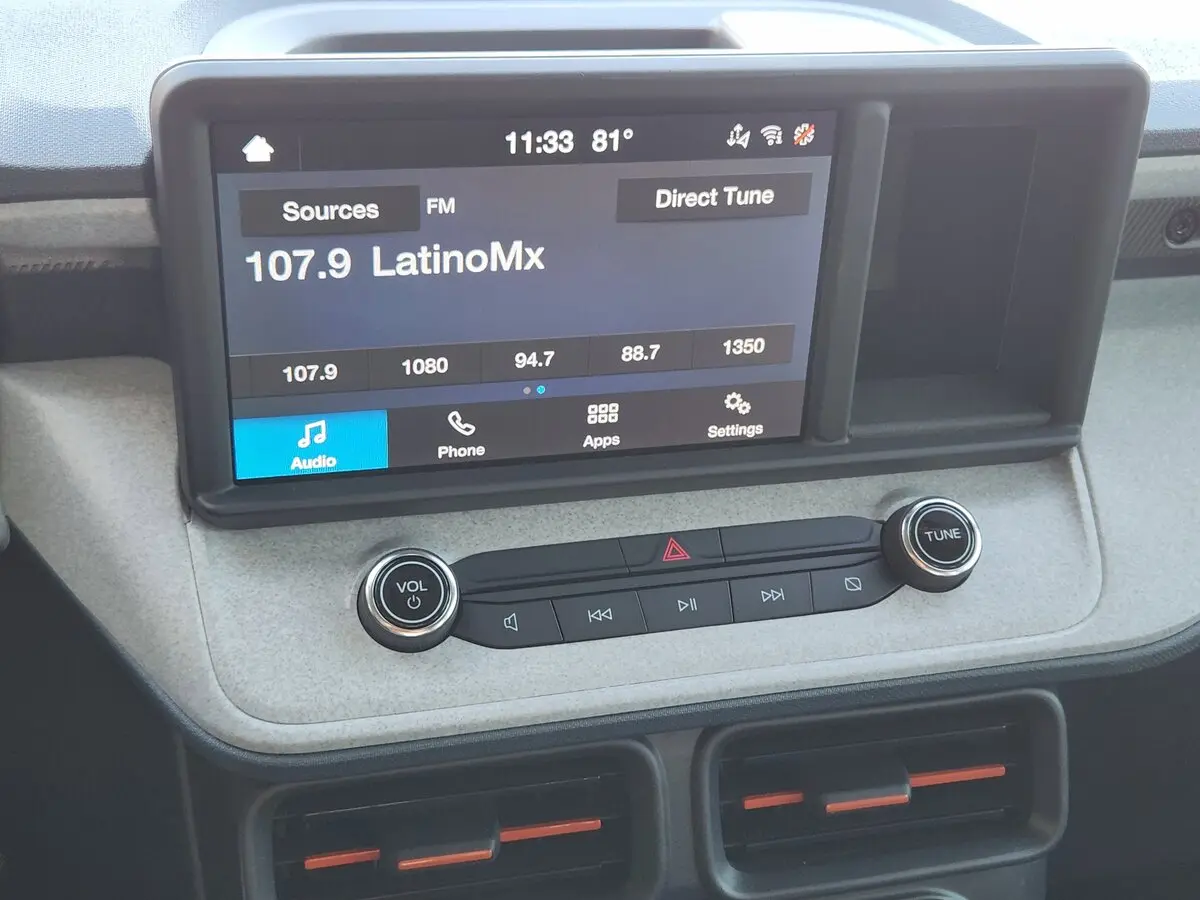 11:33 81°
Sources FM Direct Tune
107.9 LatinoMx
107.9 1080 94.7 88.7 1350
Audio Phone Apps Settings
VOL
TUNE